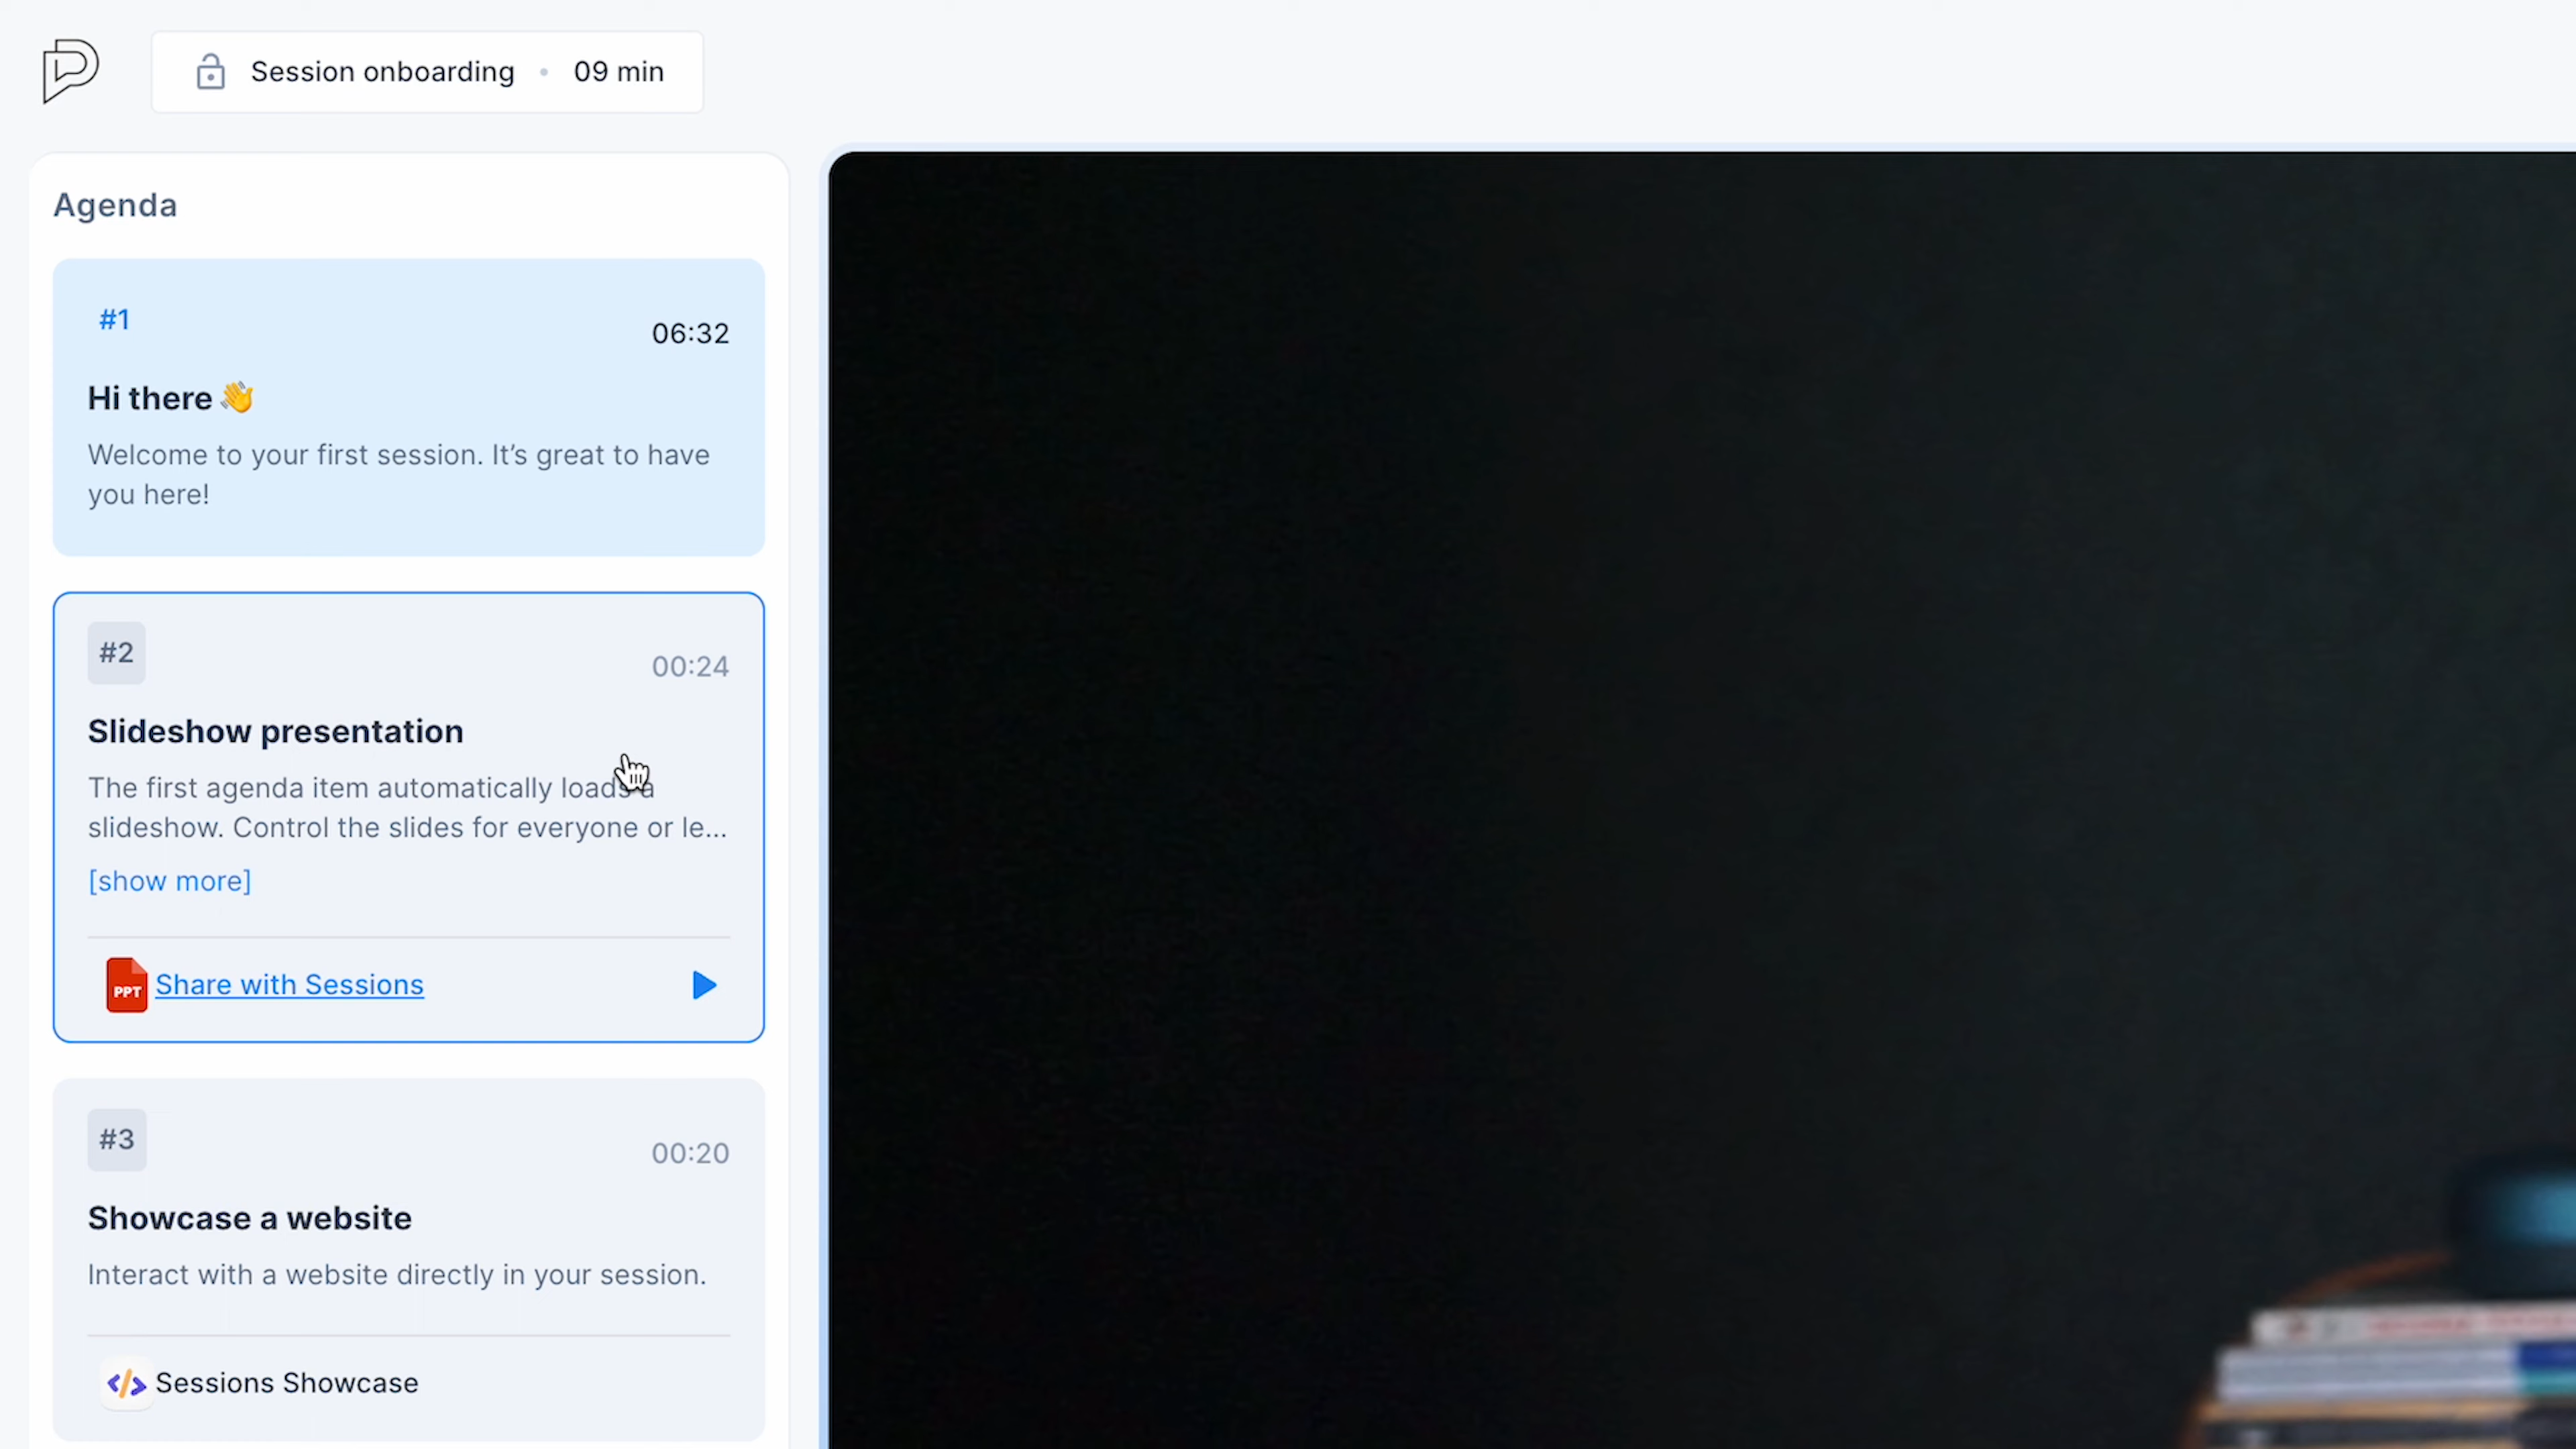 Session onboarding • 09 min
Agenda
#1
06:32
Hi there 👋
Welcome to your first session. It’s great to have
you here!
#2
00:24
Slideshow presentation
The first agenda item automatically loads a
slideshow. Control the slides for everyone or le...
[show more]
PPT Share with Sessions
#3
00:20
Showcase a website
Interact with a website directly in your session.
</> Sessions Showcase